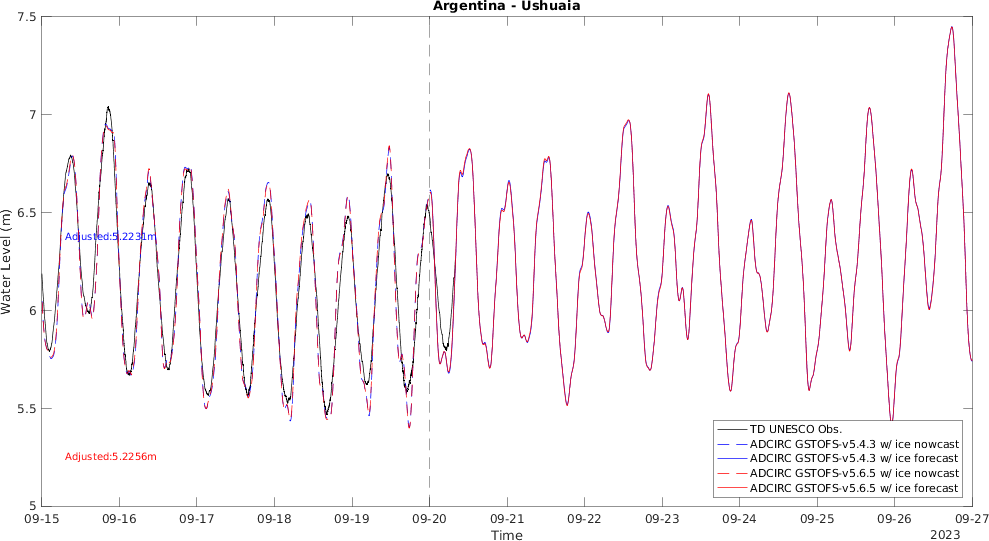 Argentina - Ushuaia
7.5
7
6.5
6
5.5
5
Water Level (m)
Adjusted:5.2231m
Adjusted:5.2256m
TD UNESCO Obs.
ADCIRC GSTOFS-v5.4.3 w/ ice nowcast
ADCIRC GSTOFS-v5.4.3 w/ ice forecast
ADCIRC GSTOFS-v5.6.5 w/ ice nowcast
ADCIRC GSTOFS-v5.6.5 w/ ice forecast
09-15 09-16 09-17 09-18 09-19 09-20 09-21 09-22 09-23 09-24 09-25 09-26 09-27
Time
2023